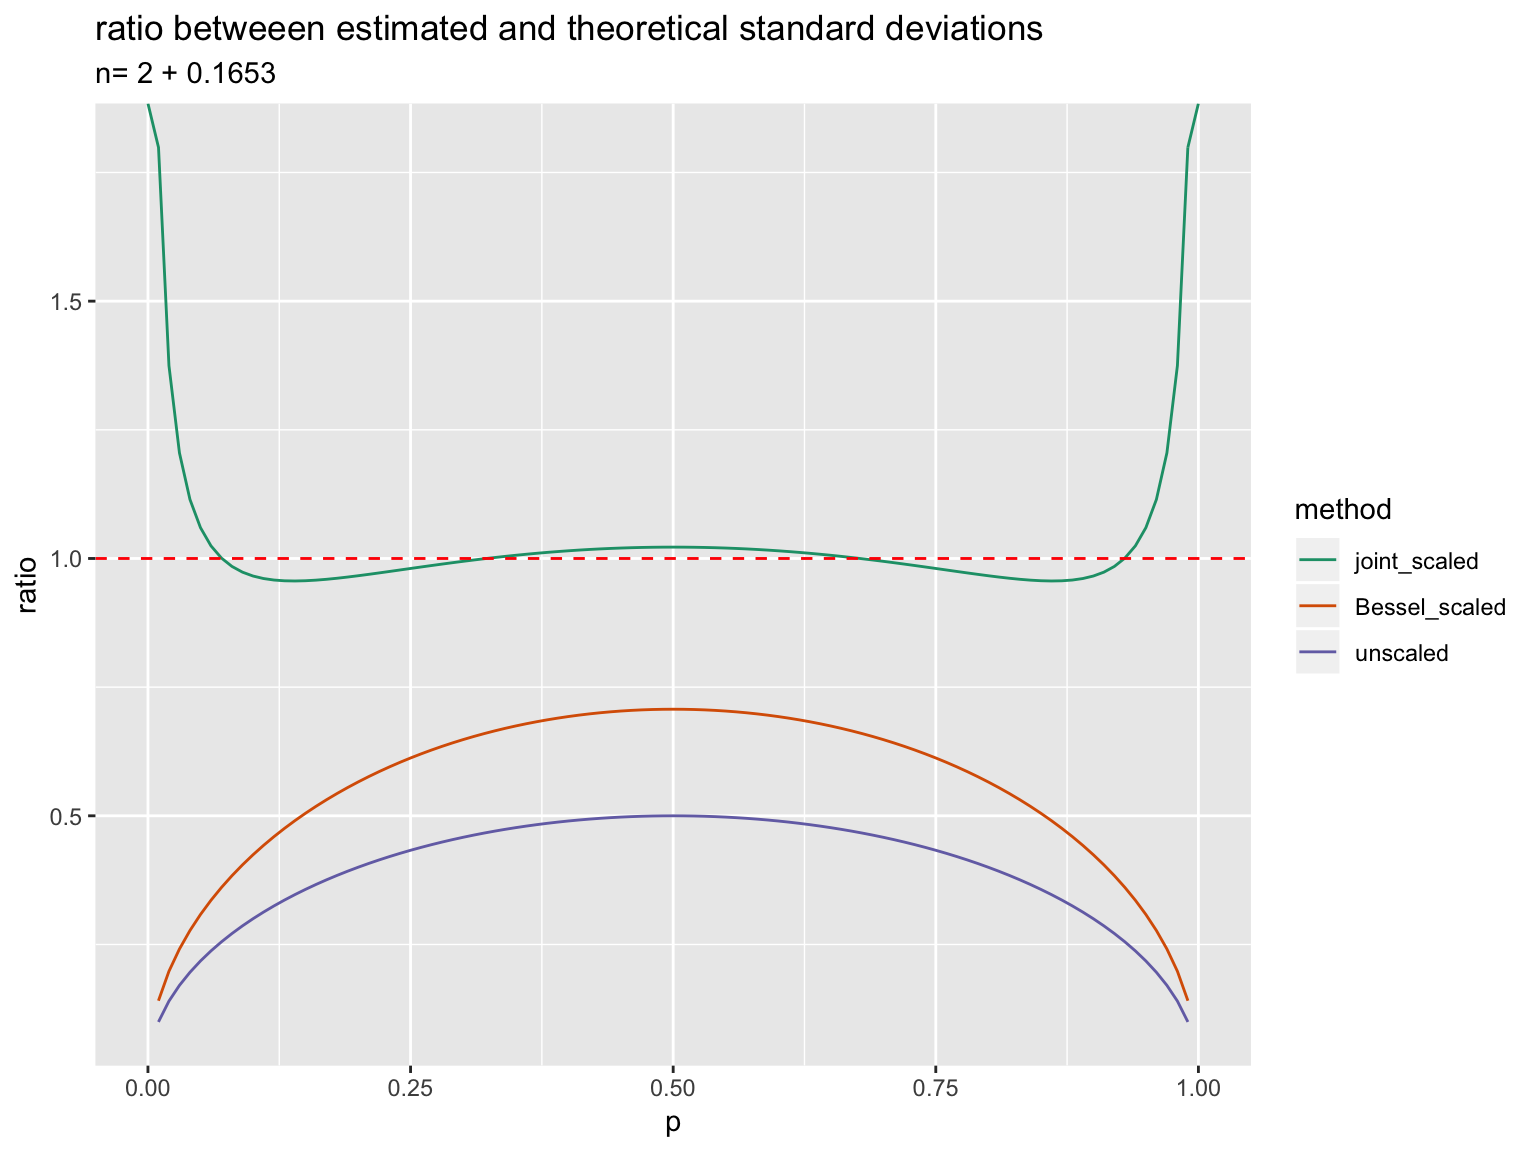 ratio betweeen estimated and theoretical standard deviations
n= 2 + 0.1653
ratio
1.5
1.0
0.5
0.00
0.25
0.50
0.75
1.00
p
method
joint_scaled
Bessel_scaled
unscaled